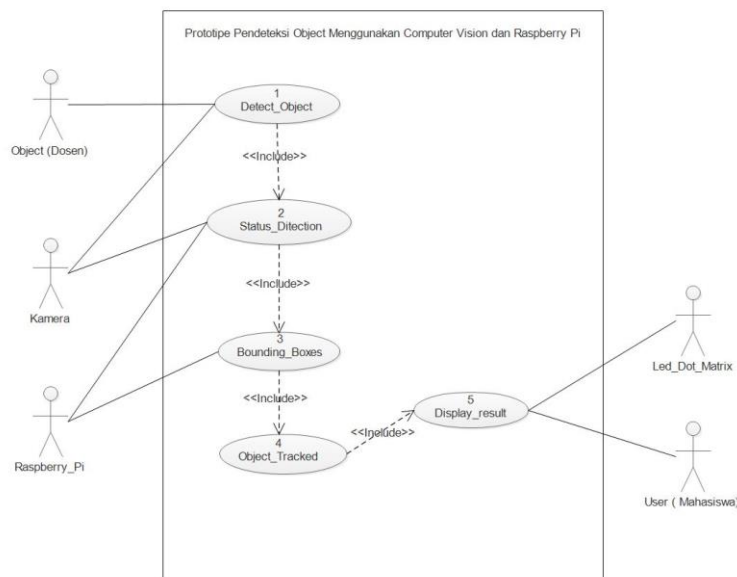 Prototipe Pendeteksi Object Menggunakan Computer Vision dan Raspberry Pi
1
Detect_Object
Object (Dosen)
<<Include>>
2
Status_Ditection
Kamera
<<Include>>
3
Bounding_Boxes
Led_Dot_Matrix
<<Include>>
5
Display_result
<<Include>>
4
Object_Tracked
Raspberry_Pi
User ( Mahasiswa)